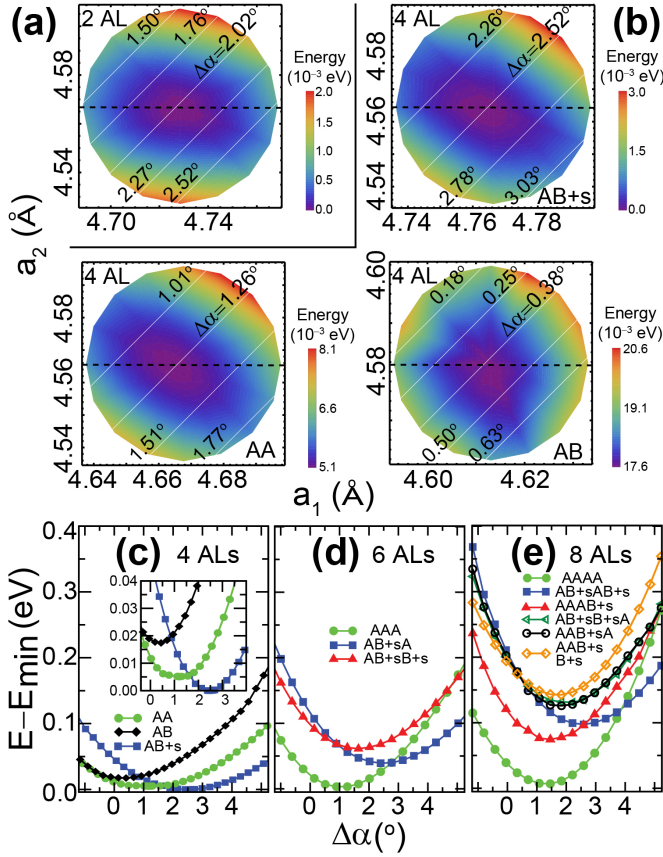 (a)
2 AL
1.50°
1.76°
Δα=2.02°
2.27°
2.52°
4.58
4.54
4.70
4.74
Energy
(10⁻³ eV)
2.0
1.0
0.0
(b)
4 AL
2.26°
Δα=2.52°
2.78°
3.03°
AB+s
4.58
4.56
4.54
4.74
4.76
4.78
Energy
(10⁻³ eV)
3.0
1.5
0.0
a₂ (Å)
4 AL
1.01°
Δα=1.26°
1.51°
1.77°
AA
4.58
4.56
4.54
4.64
4.66
4.68
Energy
(10⁻³ eV)
8.1
6.6
5.1
4 AL
0.18°
0.25°
Δα=0.38°
0.50°
0.63°
AB
4.60
4.58
4.60
4.62
Energy
(10⁻³ eV)
20.6
19.1
17.6
a₁ (Å)
E−Emin(eV)
0.4
0.3
0.2
0.1
0.0
(c) 4 ALs
0.04
0.03
0.02
0.01
0.00
0 1 2 3
AA
AB
AB+s
0 1 2 3 4
(d) 6 ALs
AAA
AB+sA
AB+sB+s
0 1 2 3 4
(e) 8 ALs
AAAA
AB+sAB+s
AAAB+s
AB+sB+sA
AAB+sA
AAB+s
B+s
0 1 2 3 4
Δα(°)